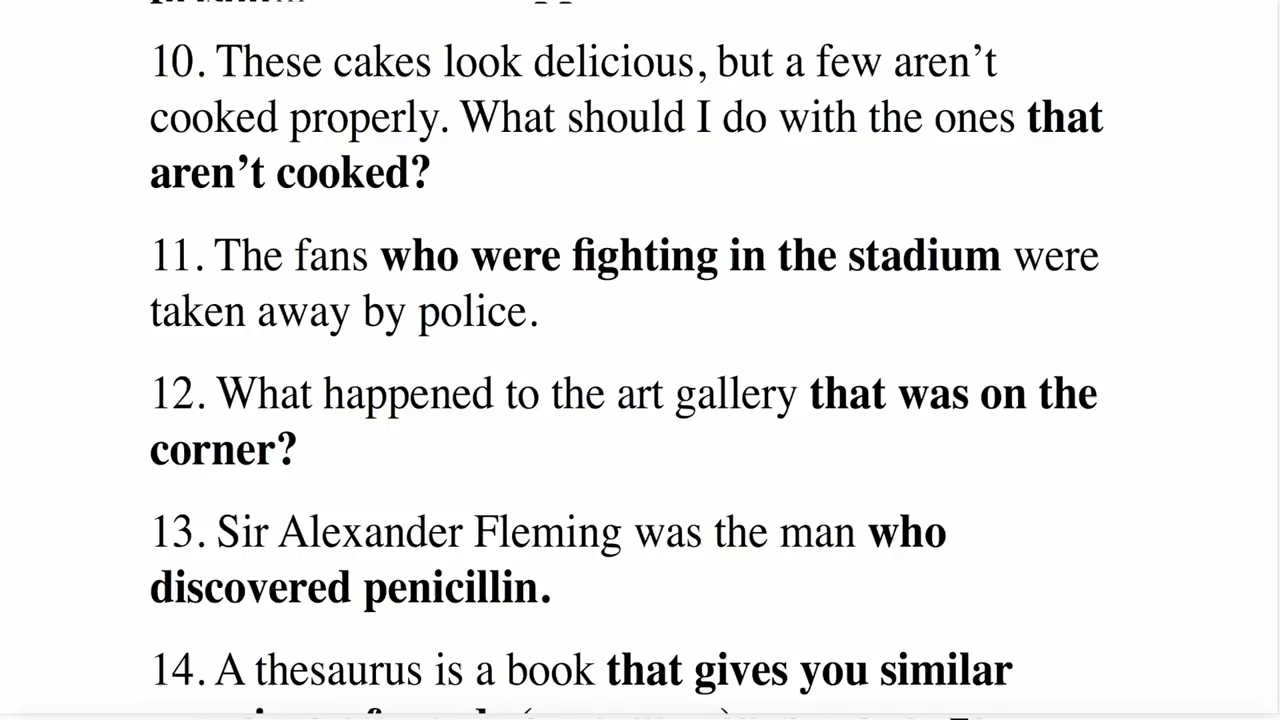 10. These cakes look delicious, but a few aren’t
cooked properly. What should I do with the ones that
aren’t cooked?
11. The fans who were fighting in the stadium were
taken away by police.
12. What happened to the art gallery that was on the
corner?
13. Sir Alexander Fleming was the man who
discovered penicillin.
14. A thesaurus is a book that gives you similar